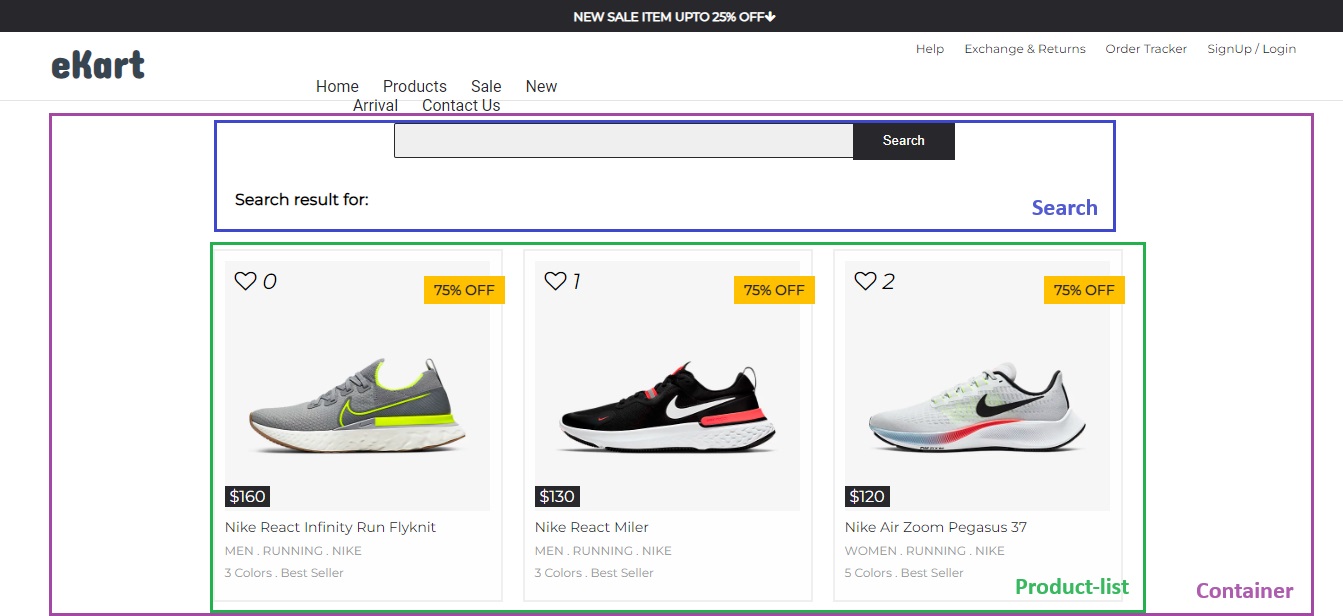 NEW SALE ITEM UPTO 25% OFF
eKart
Help Exchange & Returns Order Tracker SignUp / Login
Home Products Sale New
Arrival Contact Us
Search
Search result for:
Search
0 75% OFF 1 75% OFF 2 75% OFF
$160 $130 $120
Nike React Infinity Run Flyknit Nike React Miler Nike Air Zoom Pegasus 37
MEN . RUNNING . NIKE MEN . RUNNING . NIKE WOMEN . RUNNING . NIKE
3 Colors . Best Seller 3 Colors . Best Seller 5 Colors . Best Seller
Product-list Container